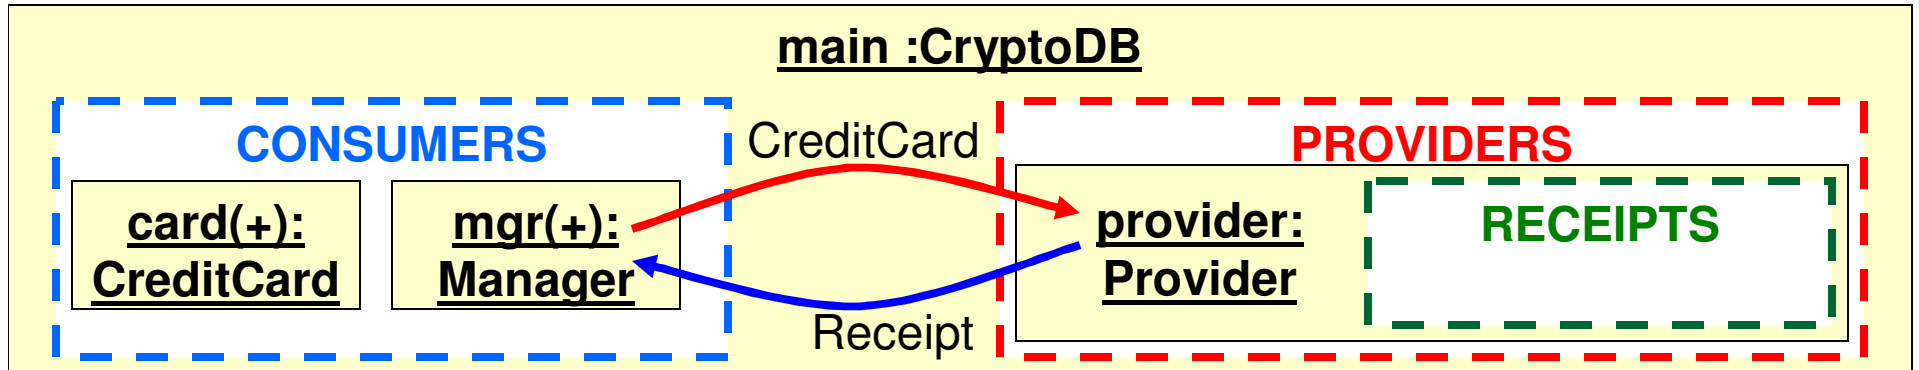 main :CryptoDB
CONSUMERS
card(+):
CreditCard
mgr(+):
Manager
CreditCard
Receipt
PROVIDERS
provider:
Provider
RECEIPTS